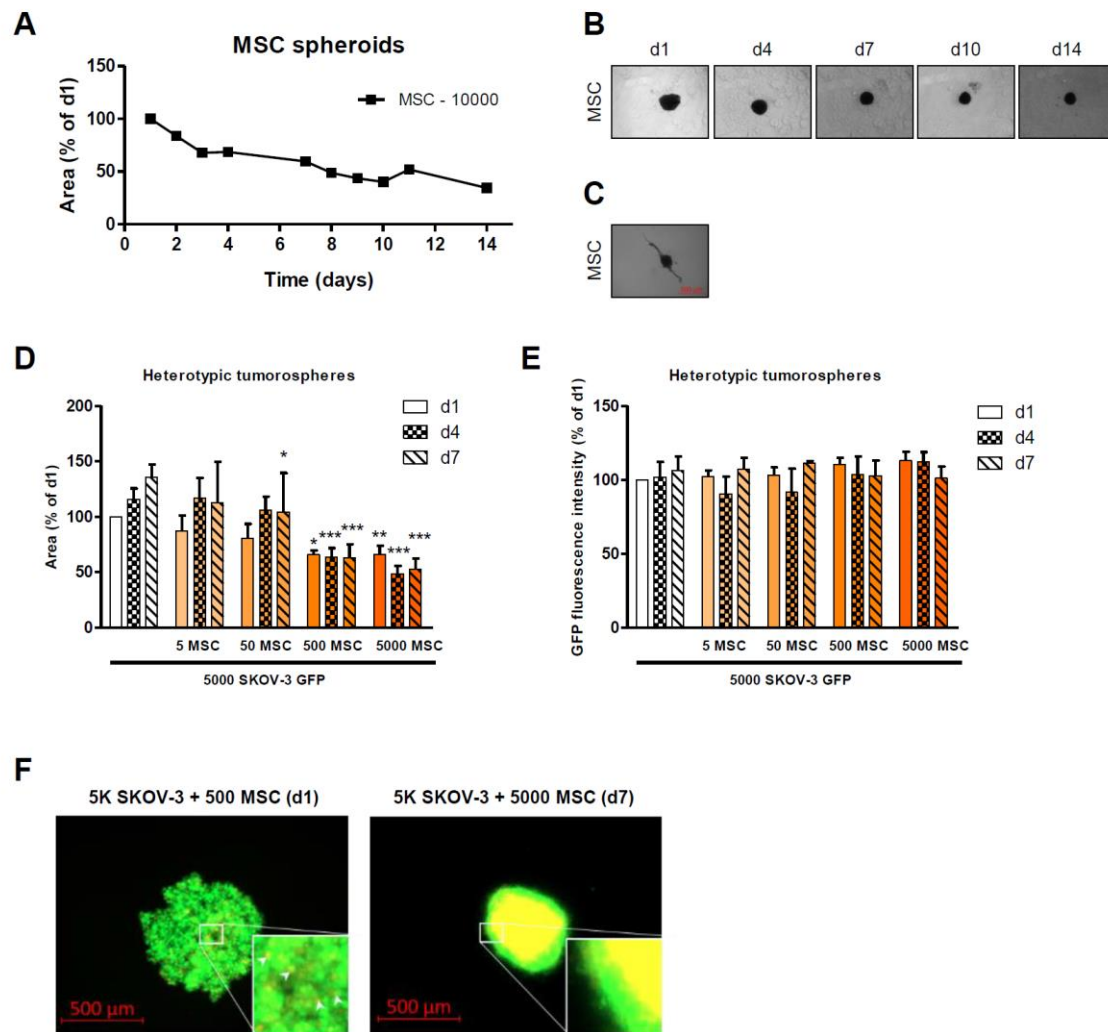 A
MSC spheroids
Area (% of d1)
150
100
50
0
0 2 4 6 8 10 12 14
Time (days)
MSC - 10000
B
d1 d4 d7 d10 d14
MSC
C
MSC
D
Heterotypic tumorospheres
Area (% of d1)
200
150
100
50
0
d1
d4
d7
*
* *** ***
** *** ***
5 MSC 50 MSC 500 MSC 5000 MSC
5000 SKOV-3 GFP
E
Heterotypic tumorospheres
GFP fluorescence intensity (% of d1)
150
100
50
0
d1
d4
d7
5 MSC 50 MSC 500 MSC 5000 MSC
5000 SKOV-3 GFP
F
5K SKOV-3 + 500 MSC (d1)
500 µm
5K SKOV-3 + 5000 MSC (d7)
500 µm